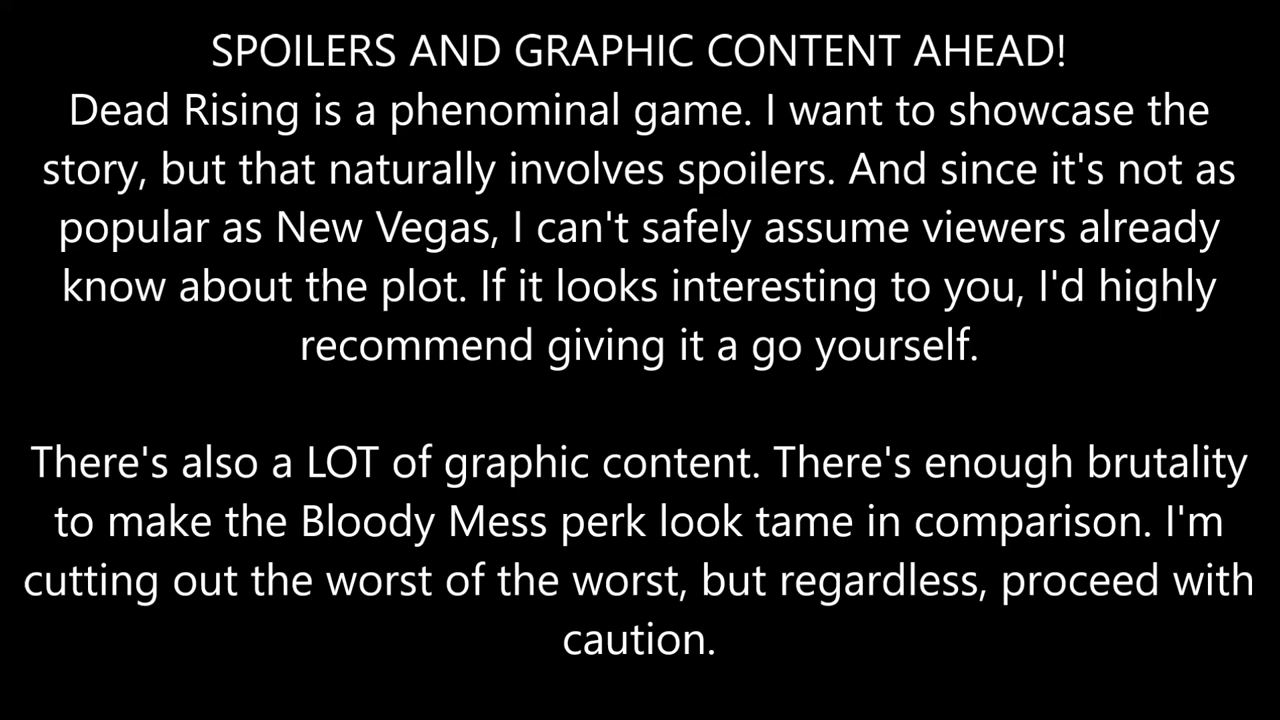 SPOILERS AND GRAPHIC CONTENT AHEAD!
Dead Rising is a phenominal game. I want to showcase the
story, but that naturally involves spoilers. And since it's not as
popular as New Vegas, I can't safely assume viewers already
know about the plot. If it looks interesting to you, I'd highly
recommend giving it a go yourself.
There's also a LOT of graphic content. There's enough brutality
to make the Bloody Mess perk look tame in comparison. I'm
cutting out the worst of the worst, but regardless, proceed with
caution.